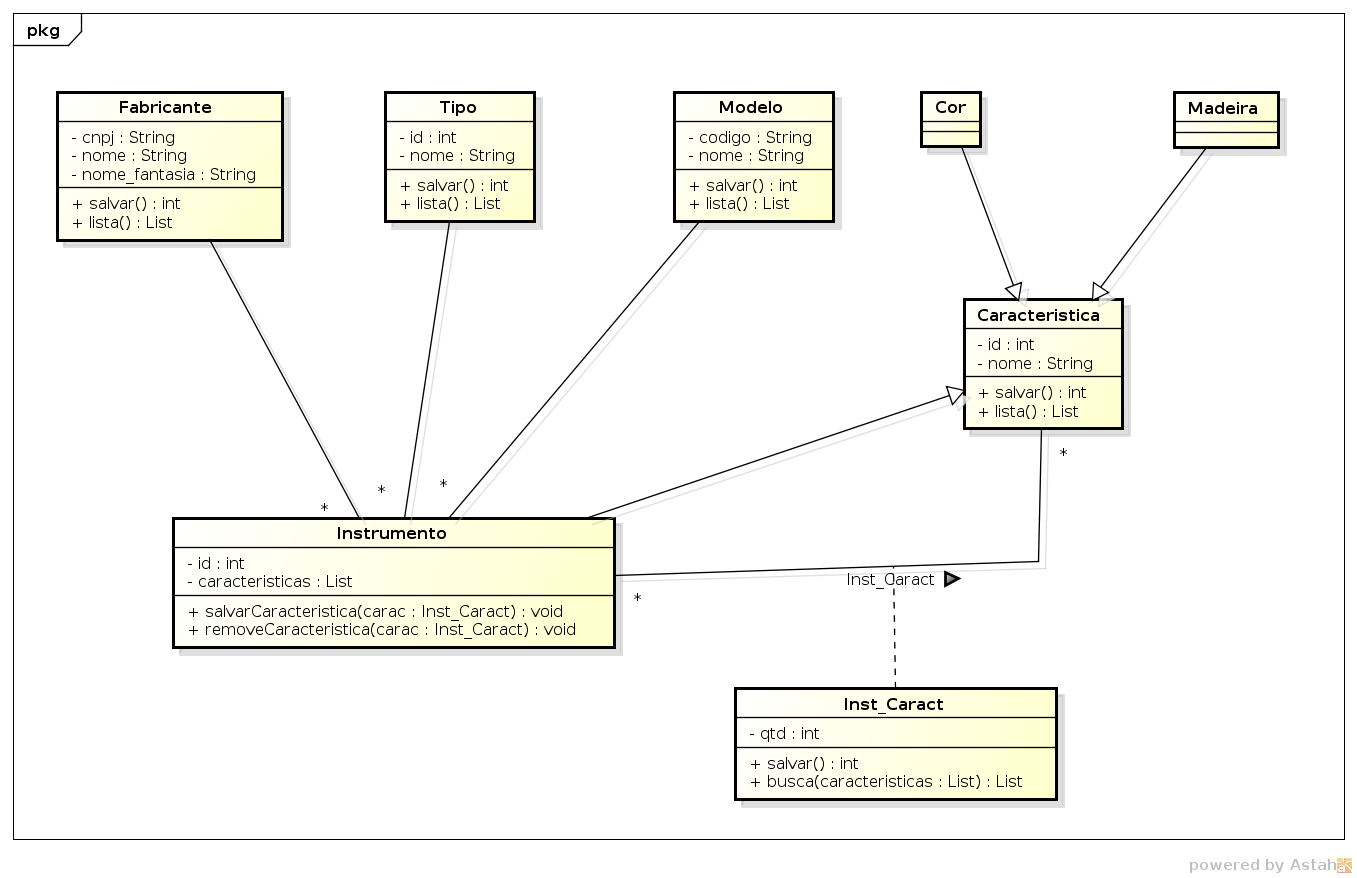 pkg
Fabricante
- cnpj : String
- nome : String
- nome_fantasia : String
+ salvar() : int
+ lista() : List
Tipo
- id : int
- nome : String
+ salvar() : int
+ lista() : List
Modelo
- codigo : String
- nome : String
+ salvar() : int
+ lista() : List
Cor
Madeira
Caracteristica
- id : int
- nome : String
+ salvar() : int
+ lista() : List
*
*
*
*
Instrumento
- id : int
- caracteristicas : List
+ salvarCaracteristica(carac : Inst_Caract) : void
+ removeCaracteristica(carac : Inst_Caract) : void
Inst_Caract
*
Inst_Caract
- qtd : int
+ salvar() : int
+ busca(caracteristicas : List) : List
powered by Astah